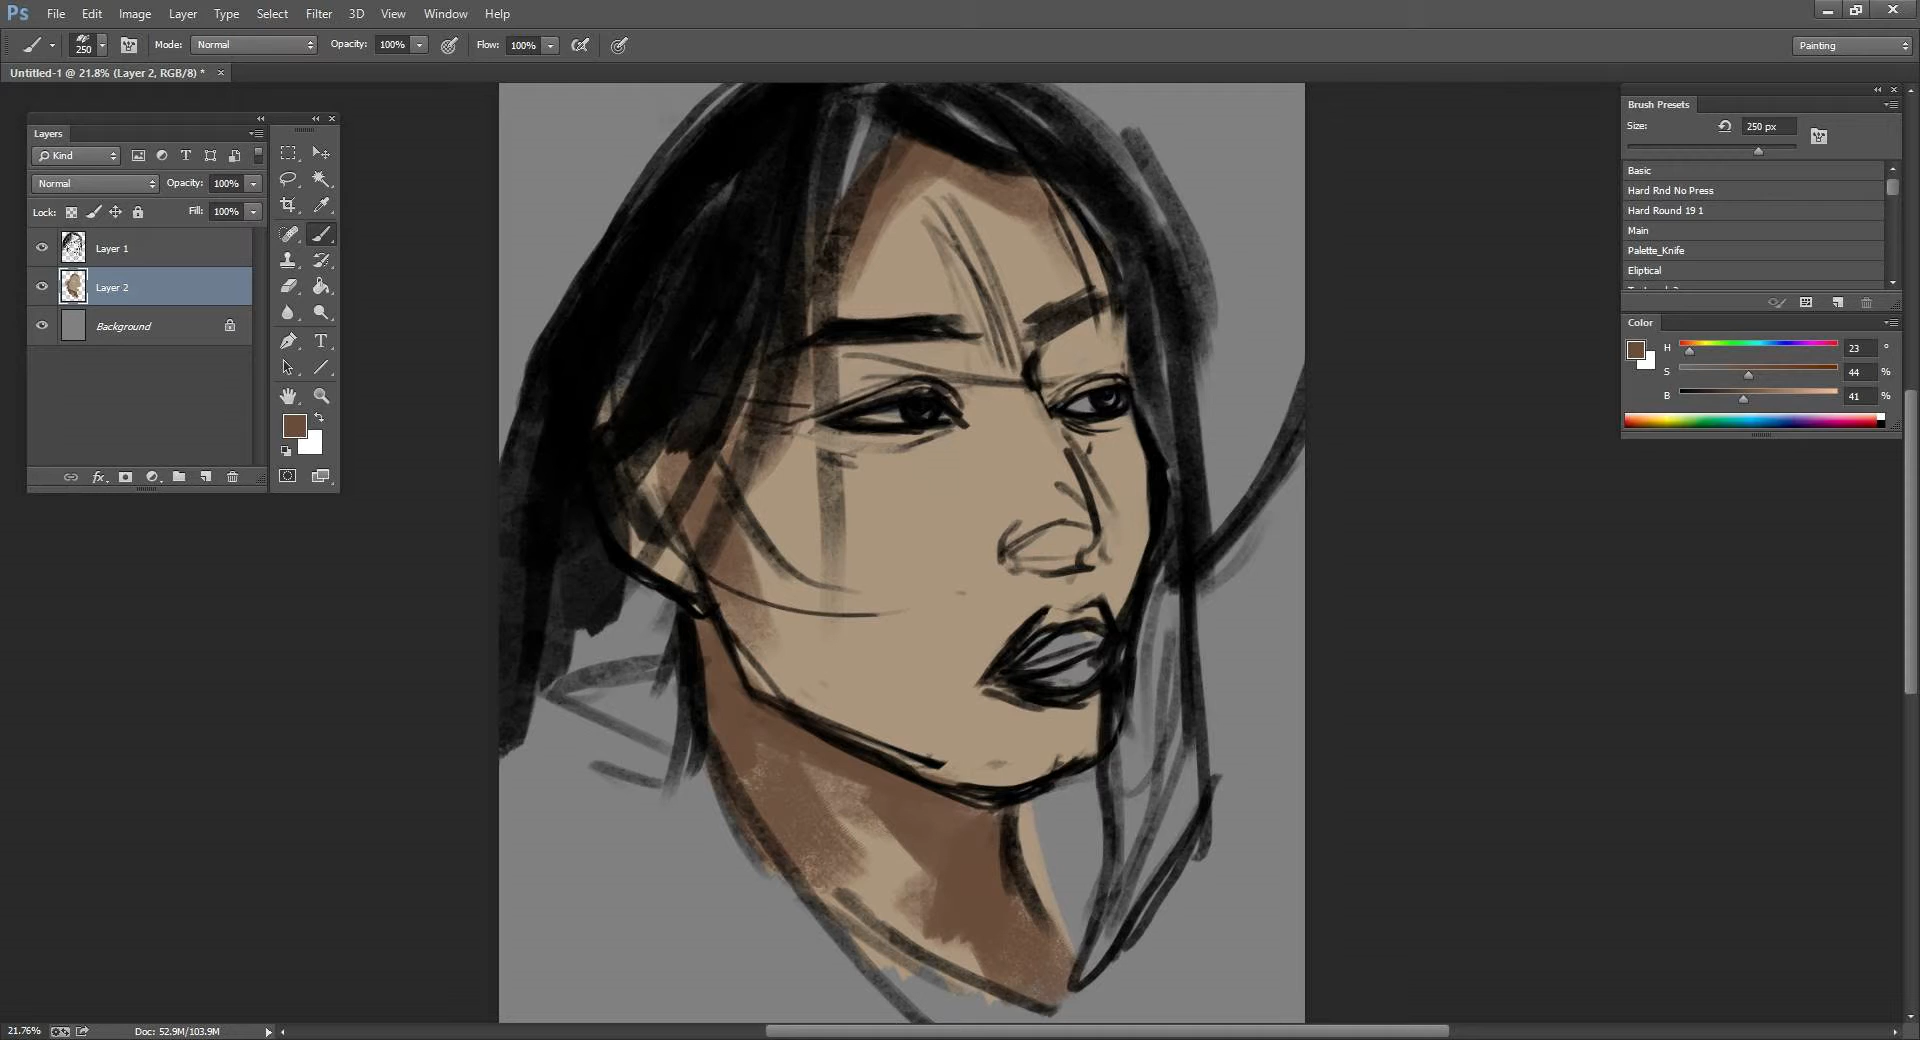 Ps File Edit Image Layer Type Select Filter 3D View Window Help
250 Mode: Normal Opacity: 100% Flow: 100% Painting
Untitled-1 @ 21.8% (Layer 2, RGB/8) * ×
Layers
Kind
Normal Opacity: 100%
Lock: Fill: 100%
Layer 1
Layer 2
Background
Brush Presets
Size: 250 px
Basic
Hard Rnd No Press
Hard Round 19 1
Main
Palette_Knife
Eliptical
Color
H 23 °
S 44 %
B 41 %
21.76% Doc: 52.9M/103.9M